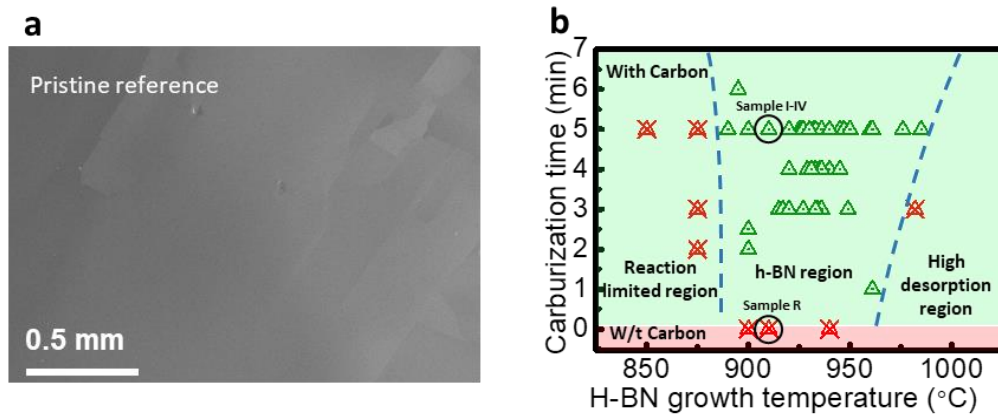 a
Pristine reference
0.5 mm
b
Carburization time (min)
7
6
5
4
3
2
1
0
With Carbon
Sample I-IV
Reaction
limited region
h-BN region
High
desorption
region
Sample R
W/t Carbon
850
900
950
1000
H-BN growth temperature (°C)